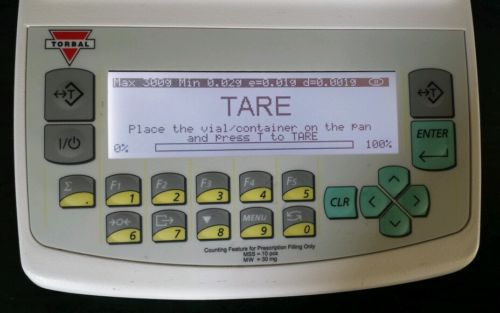 TORBAL
Max 300g Min 0.02g e=0.01g d=0.001g
TARE
Place the vial/container on the pan
and press T to TARE
0% 100%
T
T
I/
ENTER
Σ .
F1 1
F2 2
F3 3
F4 4
F5 5
CLR
→0← 6
7
8
MENU 9
0
Counting Feature for Prescription Filling Only
MSS = 10 pcs
MW = 30 mg